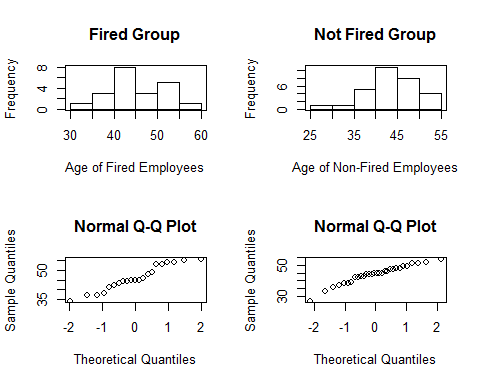 Fired Group
Frequency
0 4 8
30 40 50 60
Age of Fired Employees
Not Fired Group
Frequency
0 6
25 35 45 55
Age of Non-Fired Employees
Normal Q-Q Plot
Sample Quantiles
35 50
-2 -1 0 1 2
Theoretical Quantiles
Normal Q-Q Plot
Sample Quantiles
30 50
-2 -1 0 1 2
Theoretical Quantiles